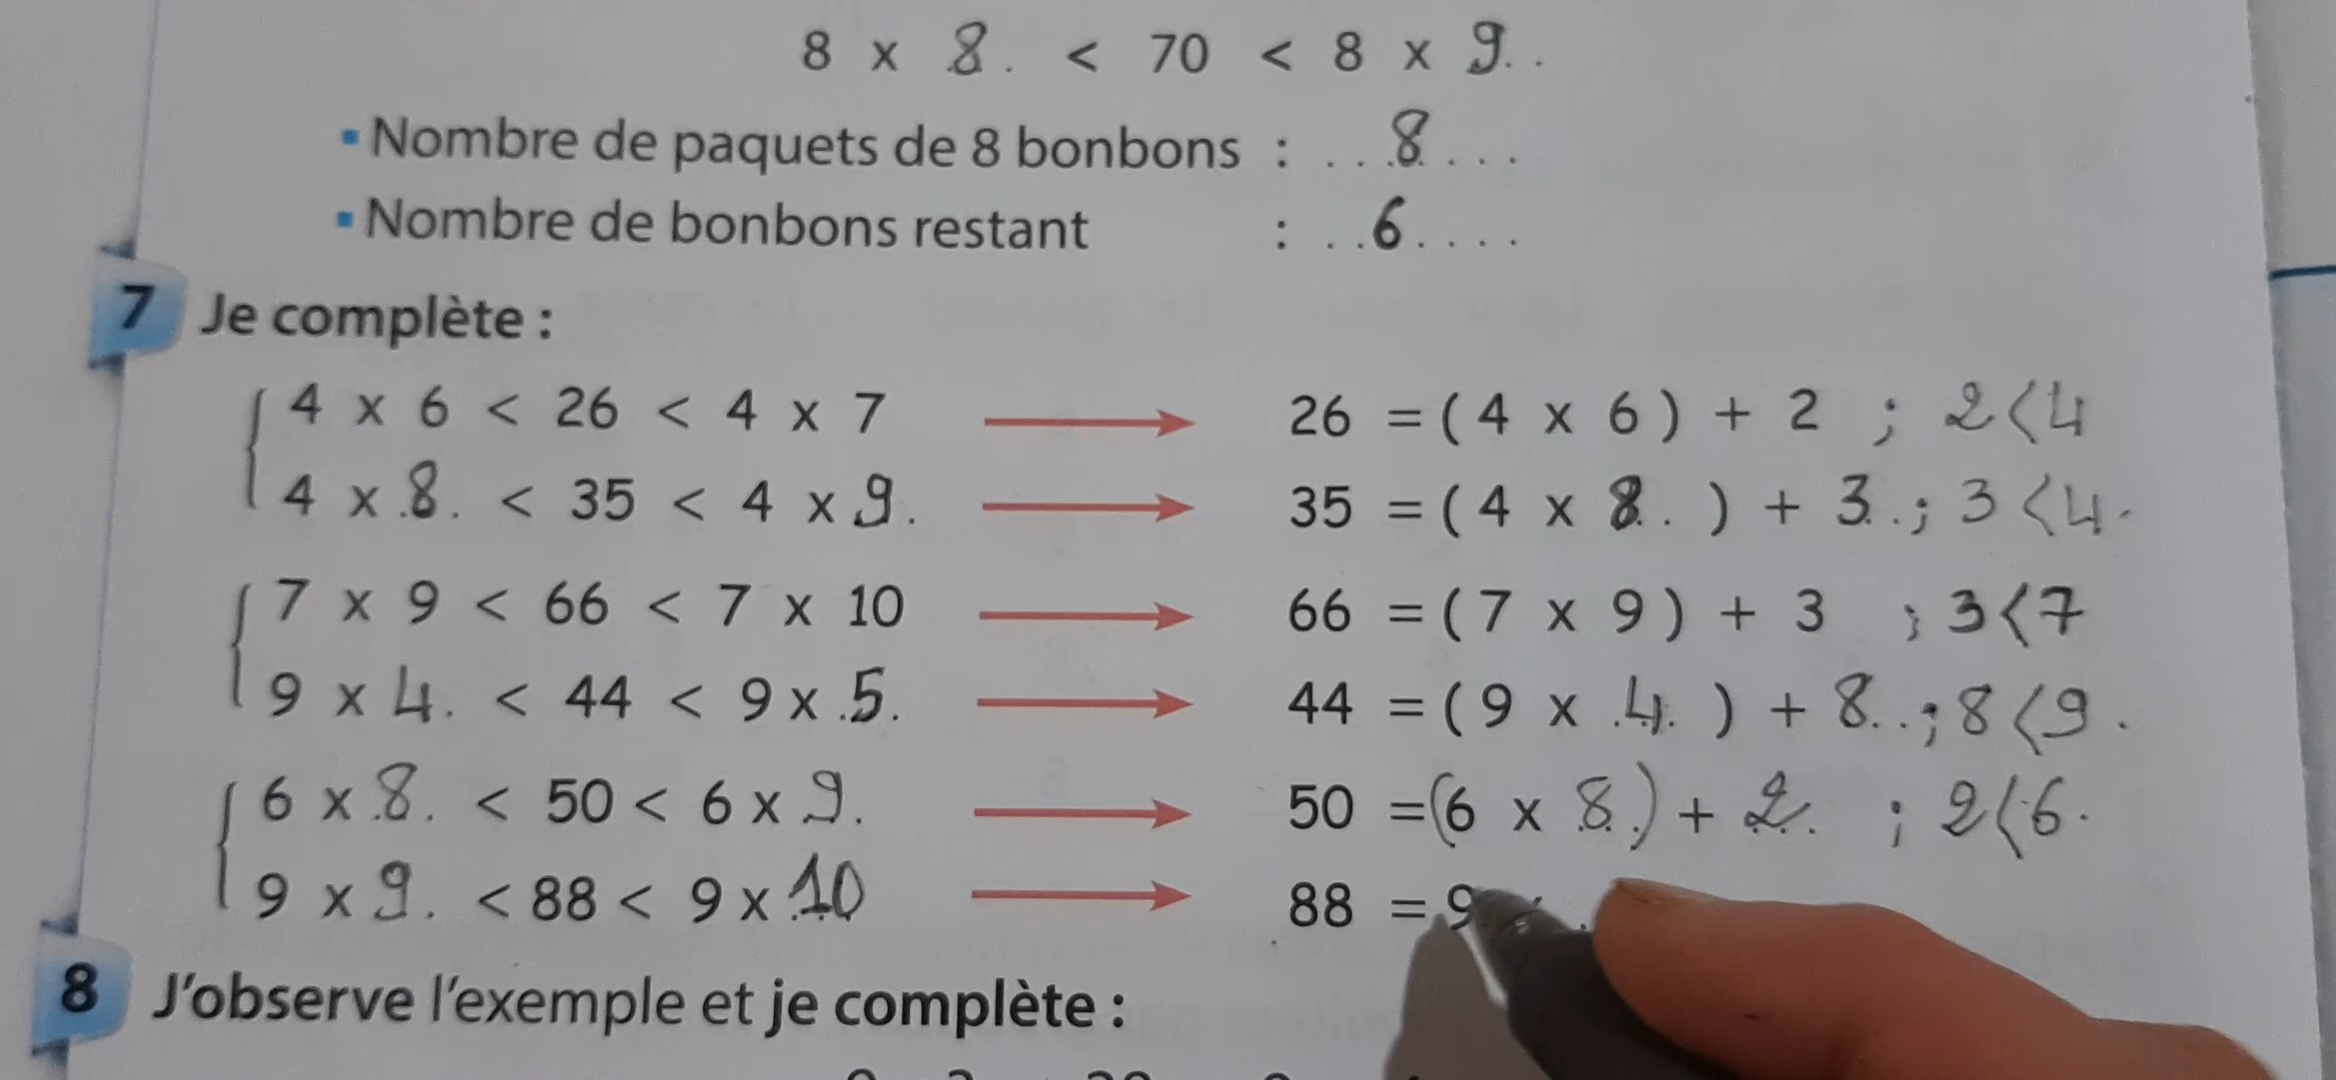 8 x 8. < 70 < 8 x 9..
▪ Nombre de paquets de 8 bonbons : ...8...
▪ Nombre de bonbons restant : ..6....
7 Je complète :
4 x 6 < 26 < 4 x 7 → 26 = ( 4 x 6 ) + 2 ; 2<4
4 x .8. < 35 < 4 x 9. → 35 = ( 4 x 8. ) + 3.; 3<4.
7 x 9 < 66 < 7 x 10 → 66 = ( 7 x 9 ) + 3 ; 3<7
9 x 4. < 44 < 9 x .5. → 44 = ( 9 x .4. ) + 8..; 8<9.
6 x .8. < 50 < 6 x 9. → 50 = (6 x 8.) + 2. ; 2<6.
9 x 9. < 88 < 9 x 10 → 88 = 9
8 J'observe l'exemple et je complète :